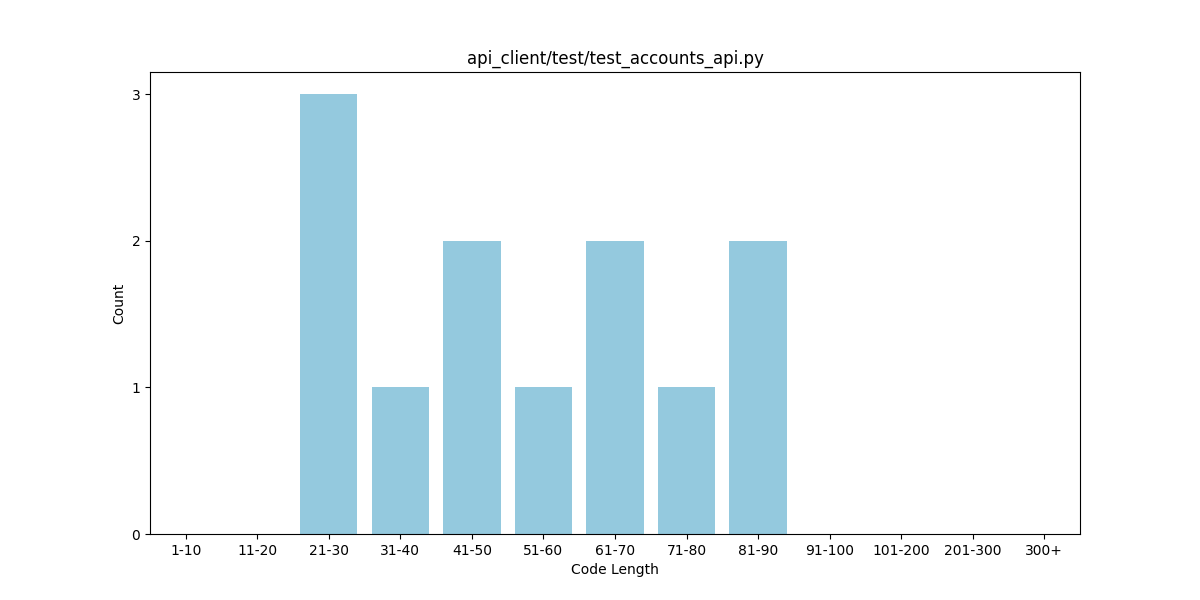 api_client/test/test_accounts_api.py
3
2
1
0
Count
1-10 11-20 21-30 31-40 41-50 51-60 61-70 71-80 81-90 91-100 101-200 201-300 300+
Code Length